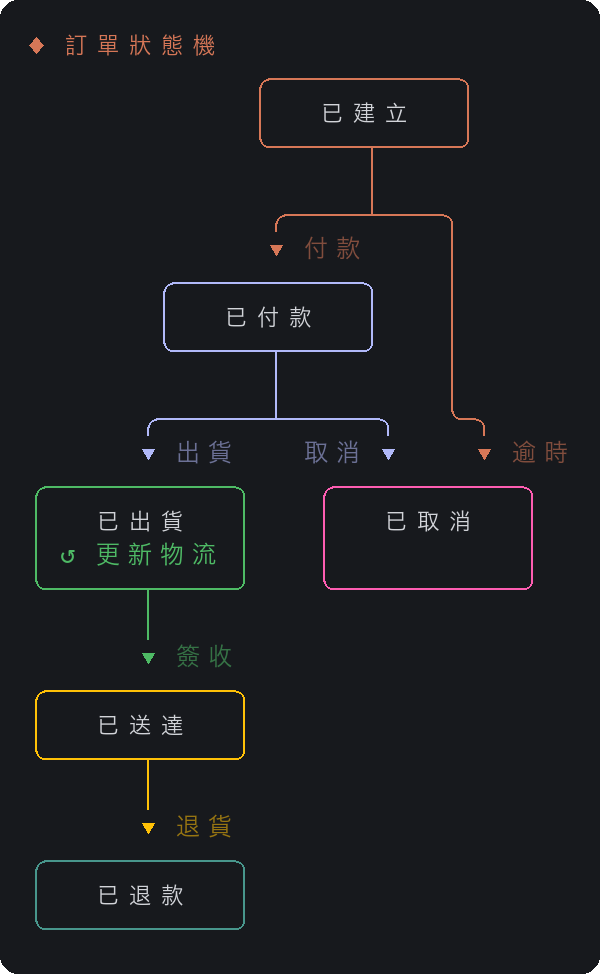 ◆ 訂單狀態機
已建立
付款
已付款
出貨 取消 逾時
已出貨 已取消
↺ 更新物流
簽收
已送達
退貨
已退款